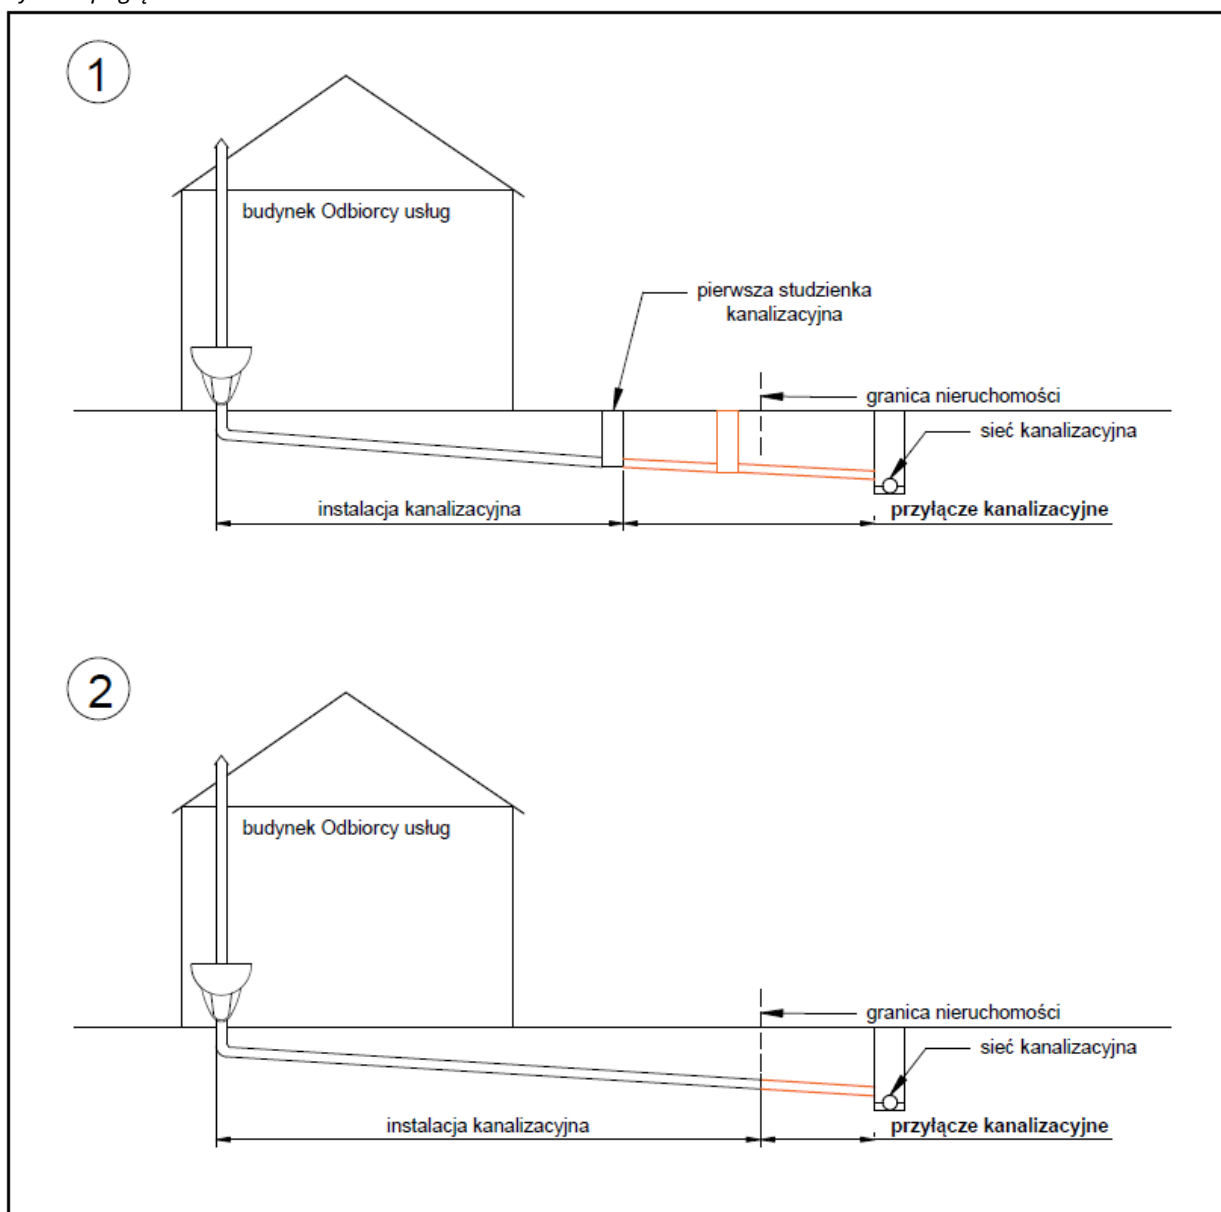 1
budynek Odbiorcy usług
pierwsza studzienka
kanalizacyjna
granica nieruchomości
sieć kanalizacyjna
instalacja kanalizacyjna
przyłącze kanalizacyjne
2
budynek Odbiorcy usług
granica nieruchomości
sieć kanalizacyjna
instalacja kanalizacyjna
przyłącze kanalizacyjne